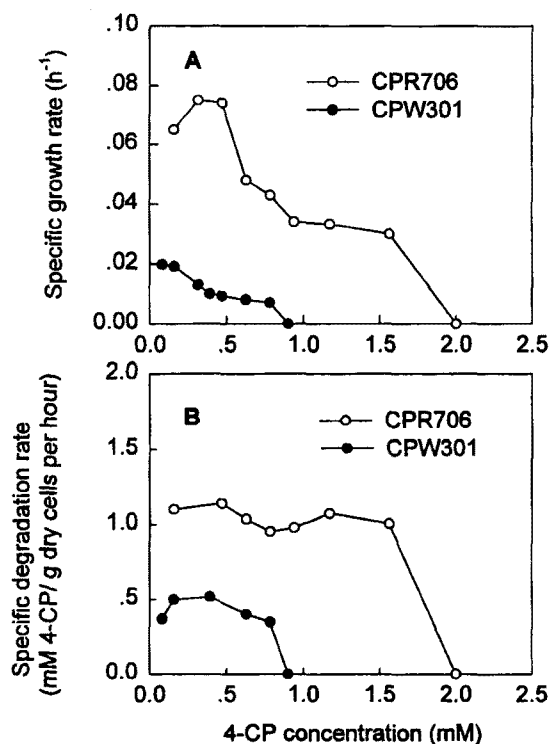 .10
A
CPR706
CPW301
.08
.06
.04
.02
0.00
Specific growth rate (h⁻¹)
0.0 .5 1.0 1.5 2.0 2.5
2.0
B
CPR706
CPW301
1.5
1.0
.5
0.0
Specific degradation rate
(mM 4-CP/ g dry cells per hour)
0.0 .5 1.0 1.5 2.0 2.5
4-CP concentration (mM)